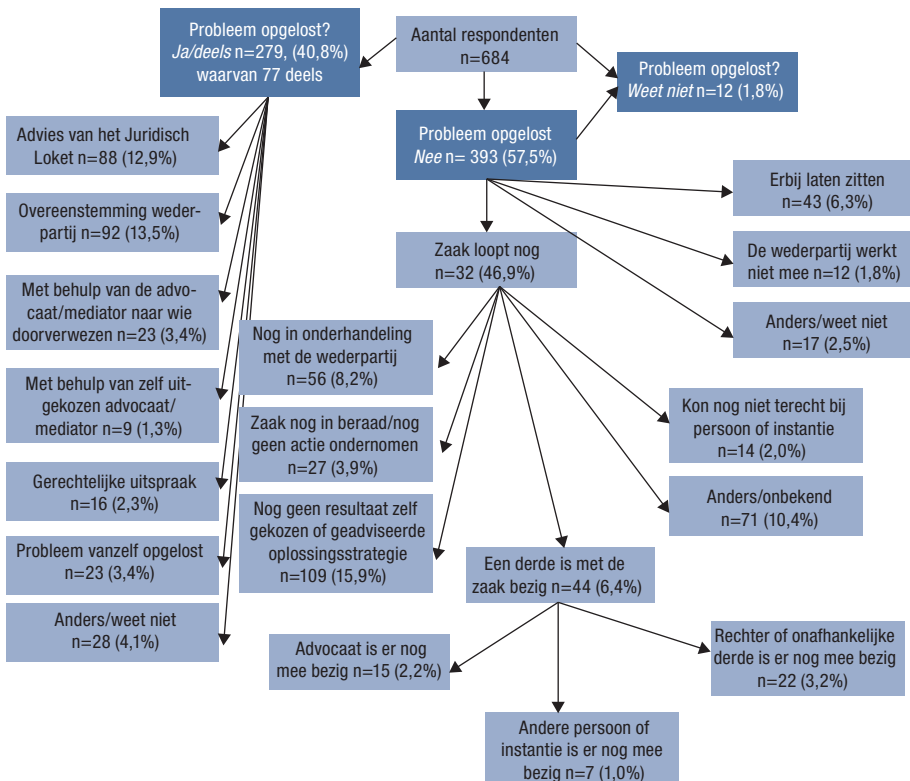 Probleem opgelost?
Ja/deels n=279, (40,8%)
waarvan 77 deels
Aantal respondenten
n=684
Probleem opgelost?
Weet niet n=12 (1,8%)
Probleem opgelost
Nee n= 393 (57,5%)
Advies van het Juridisch
Loket n=88 (12,9%)
Overeenstemming weder-
partij n=92 (13,5%)
Met behulp van de advo-
caat/mediator naar wie
doorverwezen n=23 (3,4%)
Met behulp van zelf uit-
gekozen advocaat/
mediator n=9 (1,3%)
Gerechtelijke uitspraak
n=16 (2,3%)
Probleem vanzelf opgelost
n=23 (3,4%)
Anders/weet niet
n=28 (4,1%)
Zaak loopt nog
n=32 (46,9%)
Erbij laten zitten
n=43 (6,3%)
De wederpartij werkt
niet mee n=12 (1,8%)
Anders/weet niet
n=17 (2,5%)
Nog in onderhandeling
met de wederpartij
n=56 (8,2%)
Zaak nog in beraad/nog
geen actie ondernomen
n=27 (3,9%)
Nog geen resultaat zelf
gekozen of geadviseerde
oplossingsstrategie
n=109 (15,9%)
Kon nog niet terecht bij
persoon of instantie
n=14 (2,0%)
Anders/onbekend
n=71 (10,4%)
Een derde is met de
zaak bezig n=44 (6,4%)
Advocaat is er nog
mee bezig n=15 (2,2%)
Andere persoon of
instantie is er nog mee
bezig n=7 (1,0%)
Rechter of onafhankelijke
derde is er nog mee bezig
n=22 (3,2%)